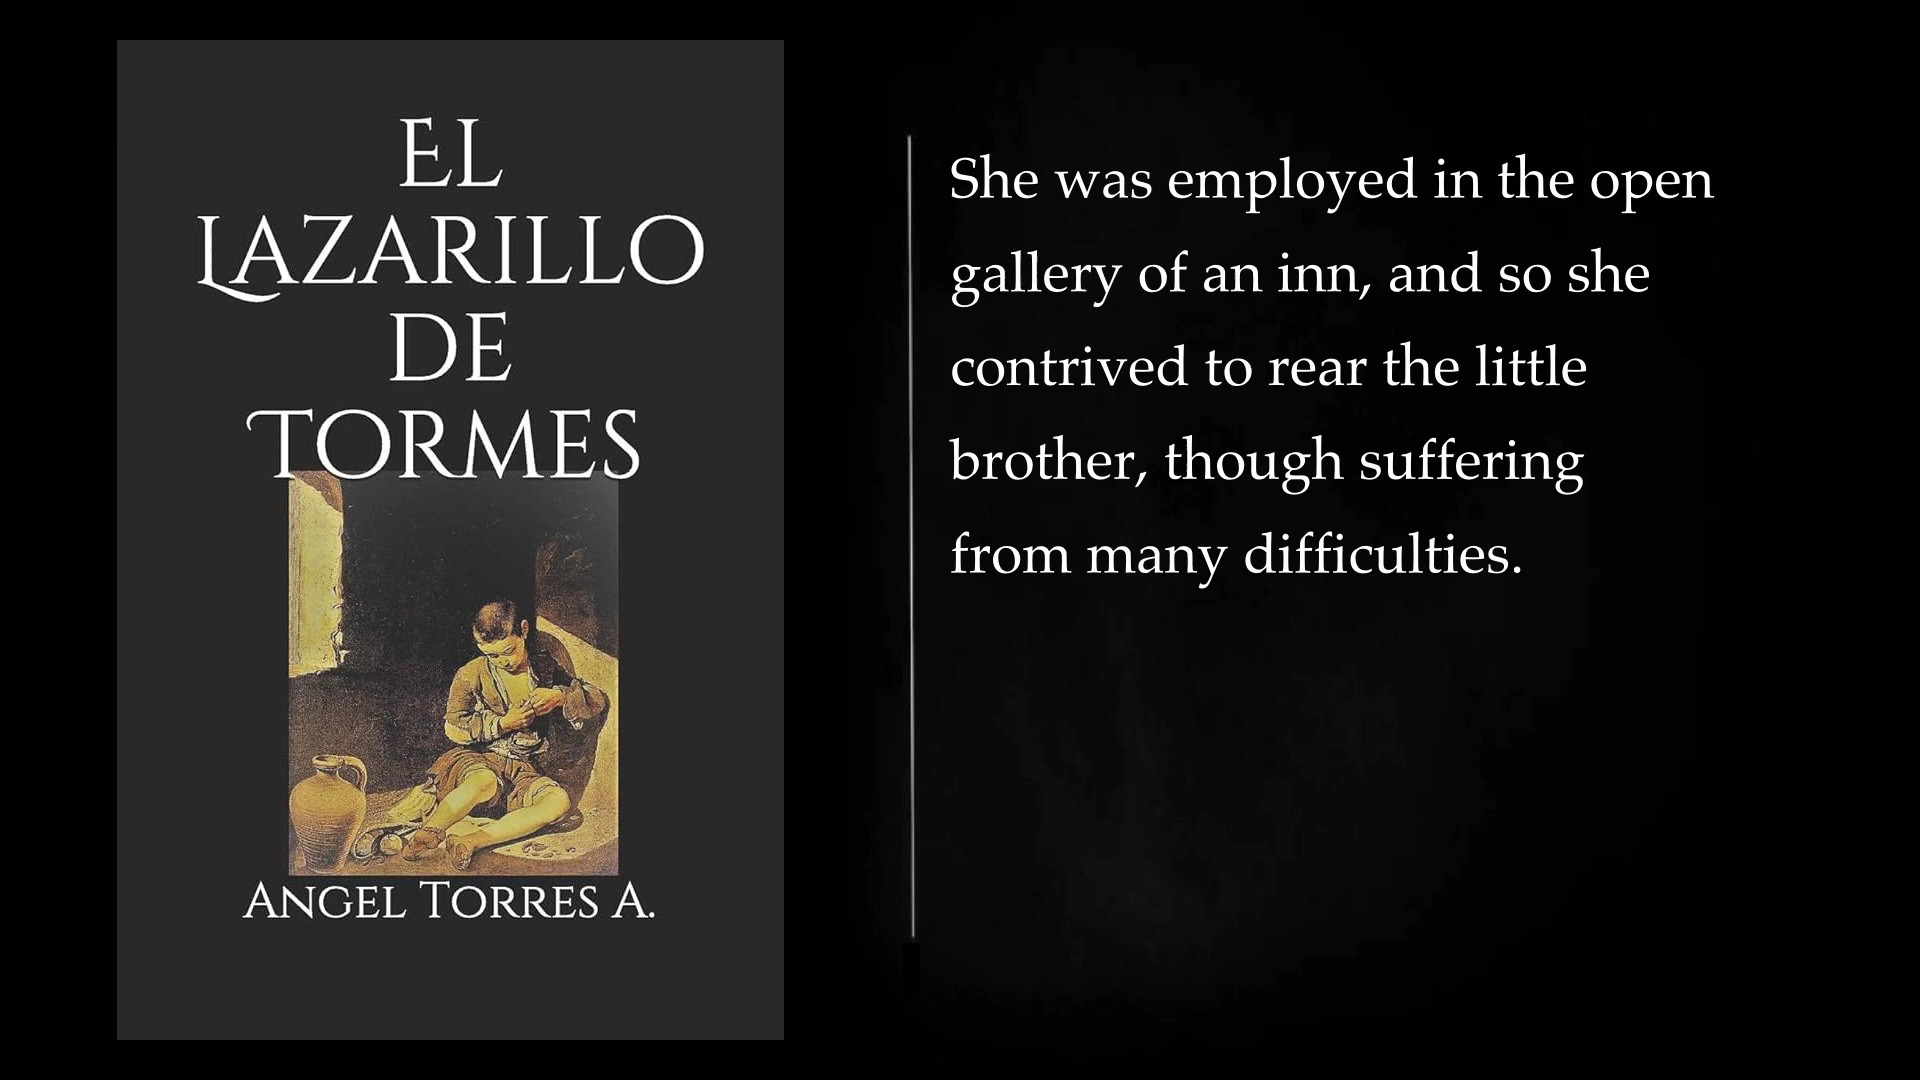 EL
LAZARILLO
DE
TORMES
ANGEL TORRES A.
She was employed in the open
gallery of an inn, and so she
contrived to rear the little
brother, though suffering
from many difficulties.